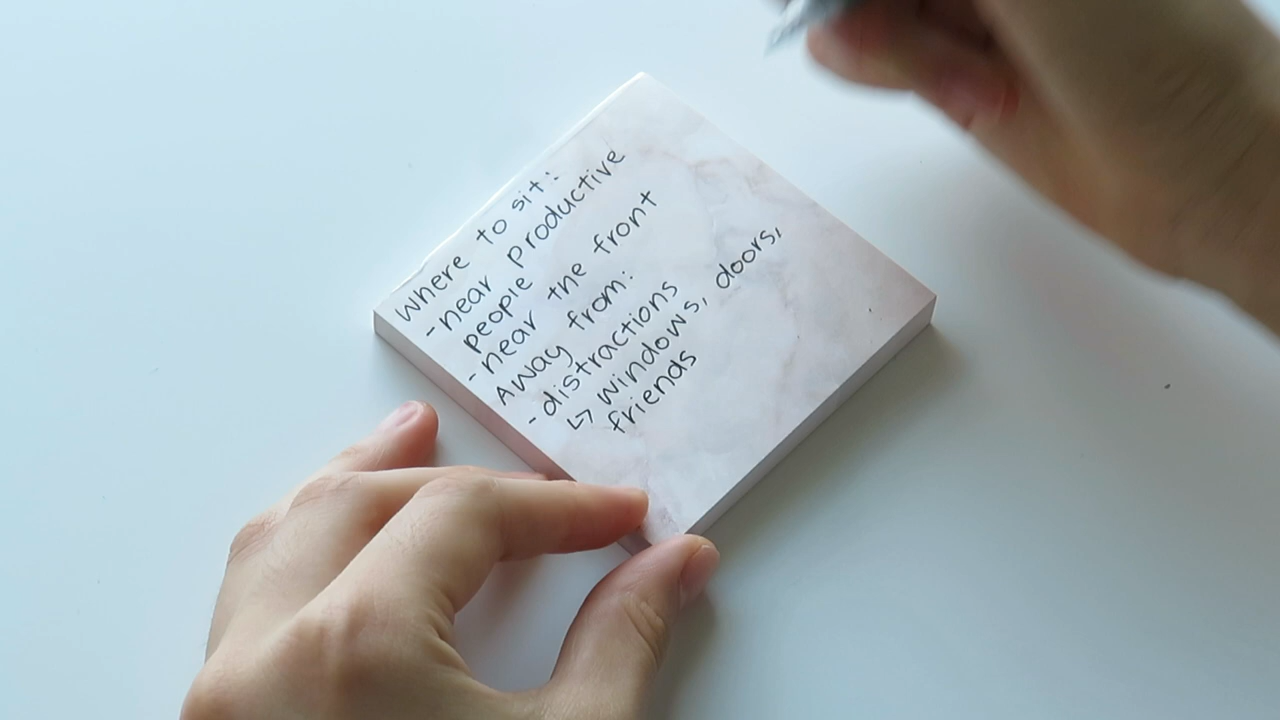 Where to sit:
- near productive
people
- near the front
Away from:
- distractions
↳ windows, doors,
friends